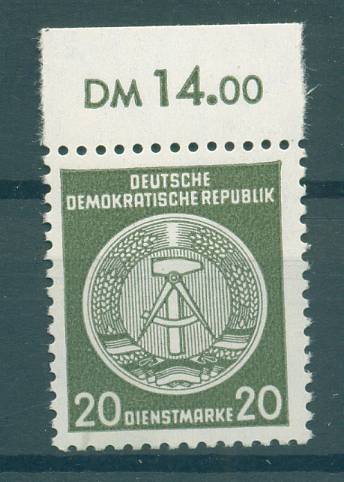 DM 14.00
DEUTSCHE
DEMOKRATISCHE REPUBLIK
20 DIENSTMARKE 20